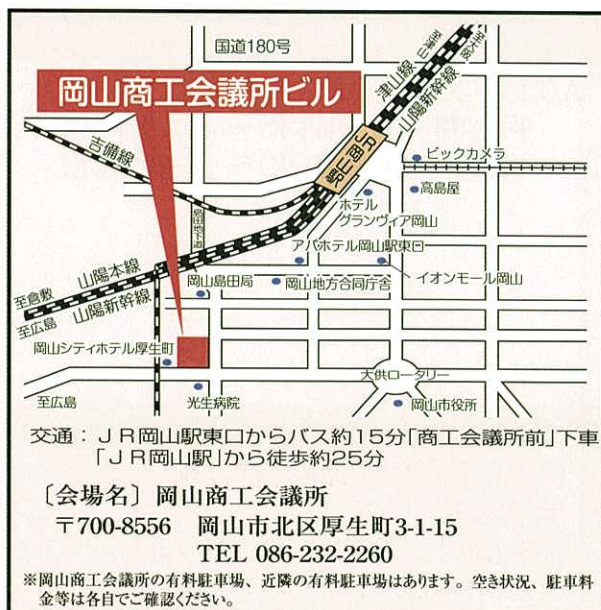 国道180号
岡山商工会議所ビル
津山線
至津山
至大阪
山陽新幹線
JR岡山駅
ビックカメラ
高島屋
吉備線
ホテル
グランヴィア岡山
島田地下道
アパホテル岡山駅東口
イオンモール岡山
山陽本線
至倉敷
山陽新幹線
至広島
岡山島田局
岡山地方合同庁舎
岡山シティホテル厚生町
大供ロータリー
至広島
光生病院
岡山市役所
交通:JR岡山駅東口からバス約15分「商工会議所前」下車
「JR岡山駅」から徒歩約25分
〔会場名〕岡山商工会議所
〒700-8556 岡山市北区厚生町3-1-15
TEL 086-232-2260
※岡山商工会議所の有料駐車場、近隣の有料駐車場はあります。空き状況、駐車料
金等は各自でご確認ください。